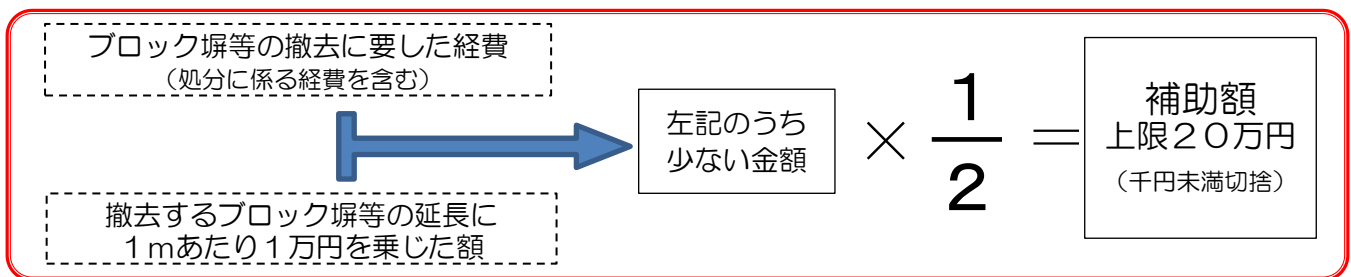 ブロック塀等の撤去に要した経費
(処分に係る経費を含む)
撤去するブロック塀等の延長に
1mあたり1万円を乗じた額
左記のうち
少ない金額
× 1/2 =
補助額
上限20万円
(千円未満切捨)